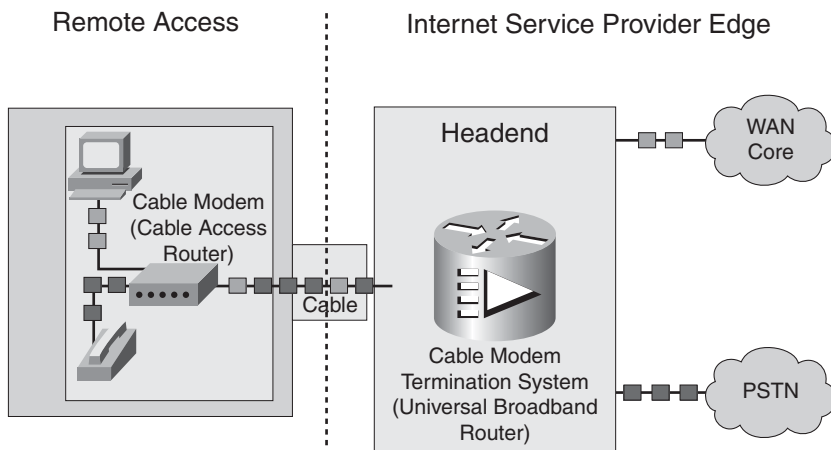 Remote Access
Internet Service Provider Edge
Headend
WAN
Core
Cable Modem
(Cable Access
Router)
Cable
Cable Modem
Termination System
(Universal Broadband
Router)
PSTN